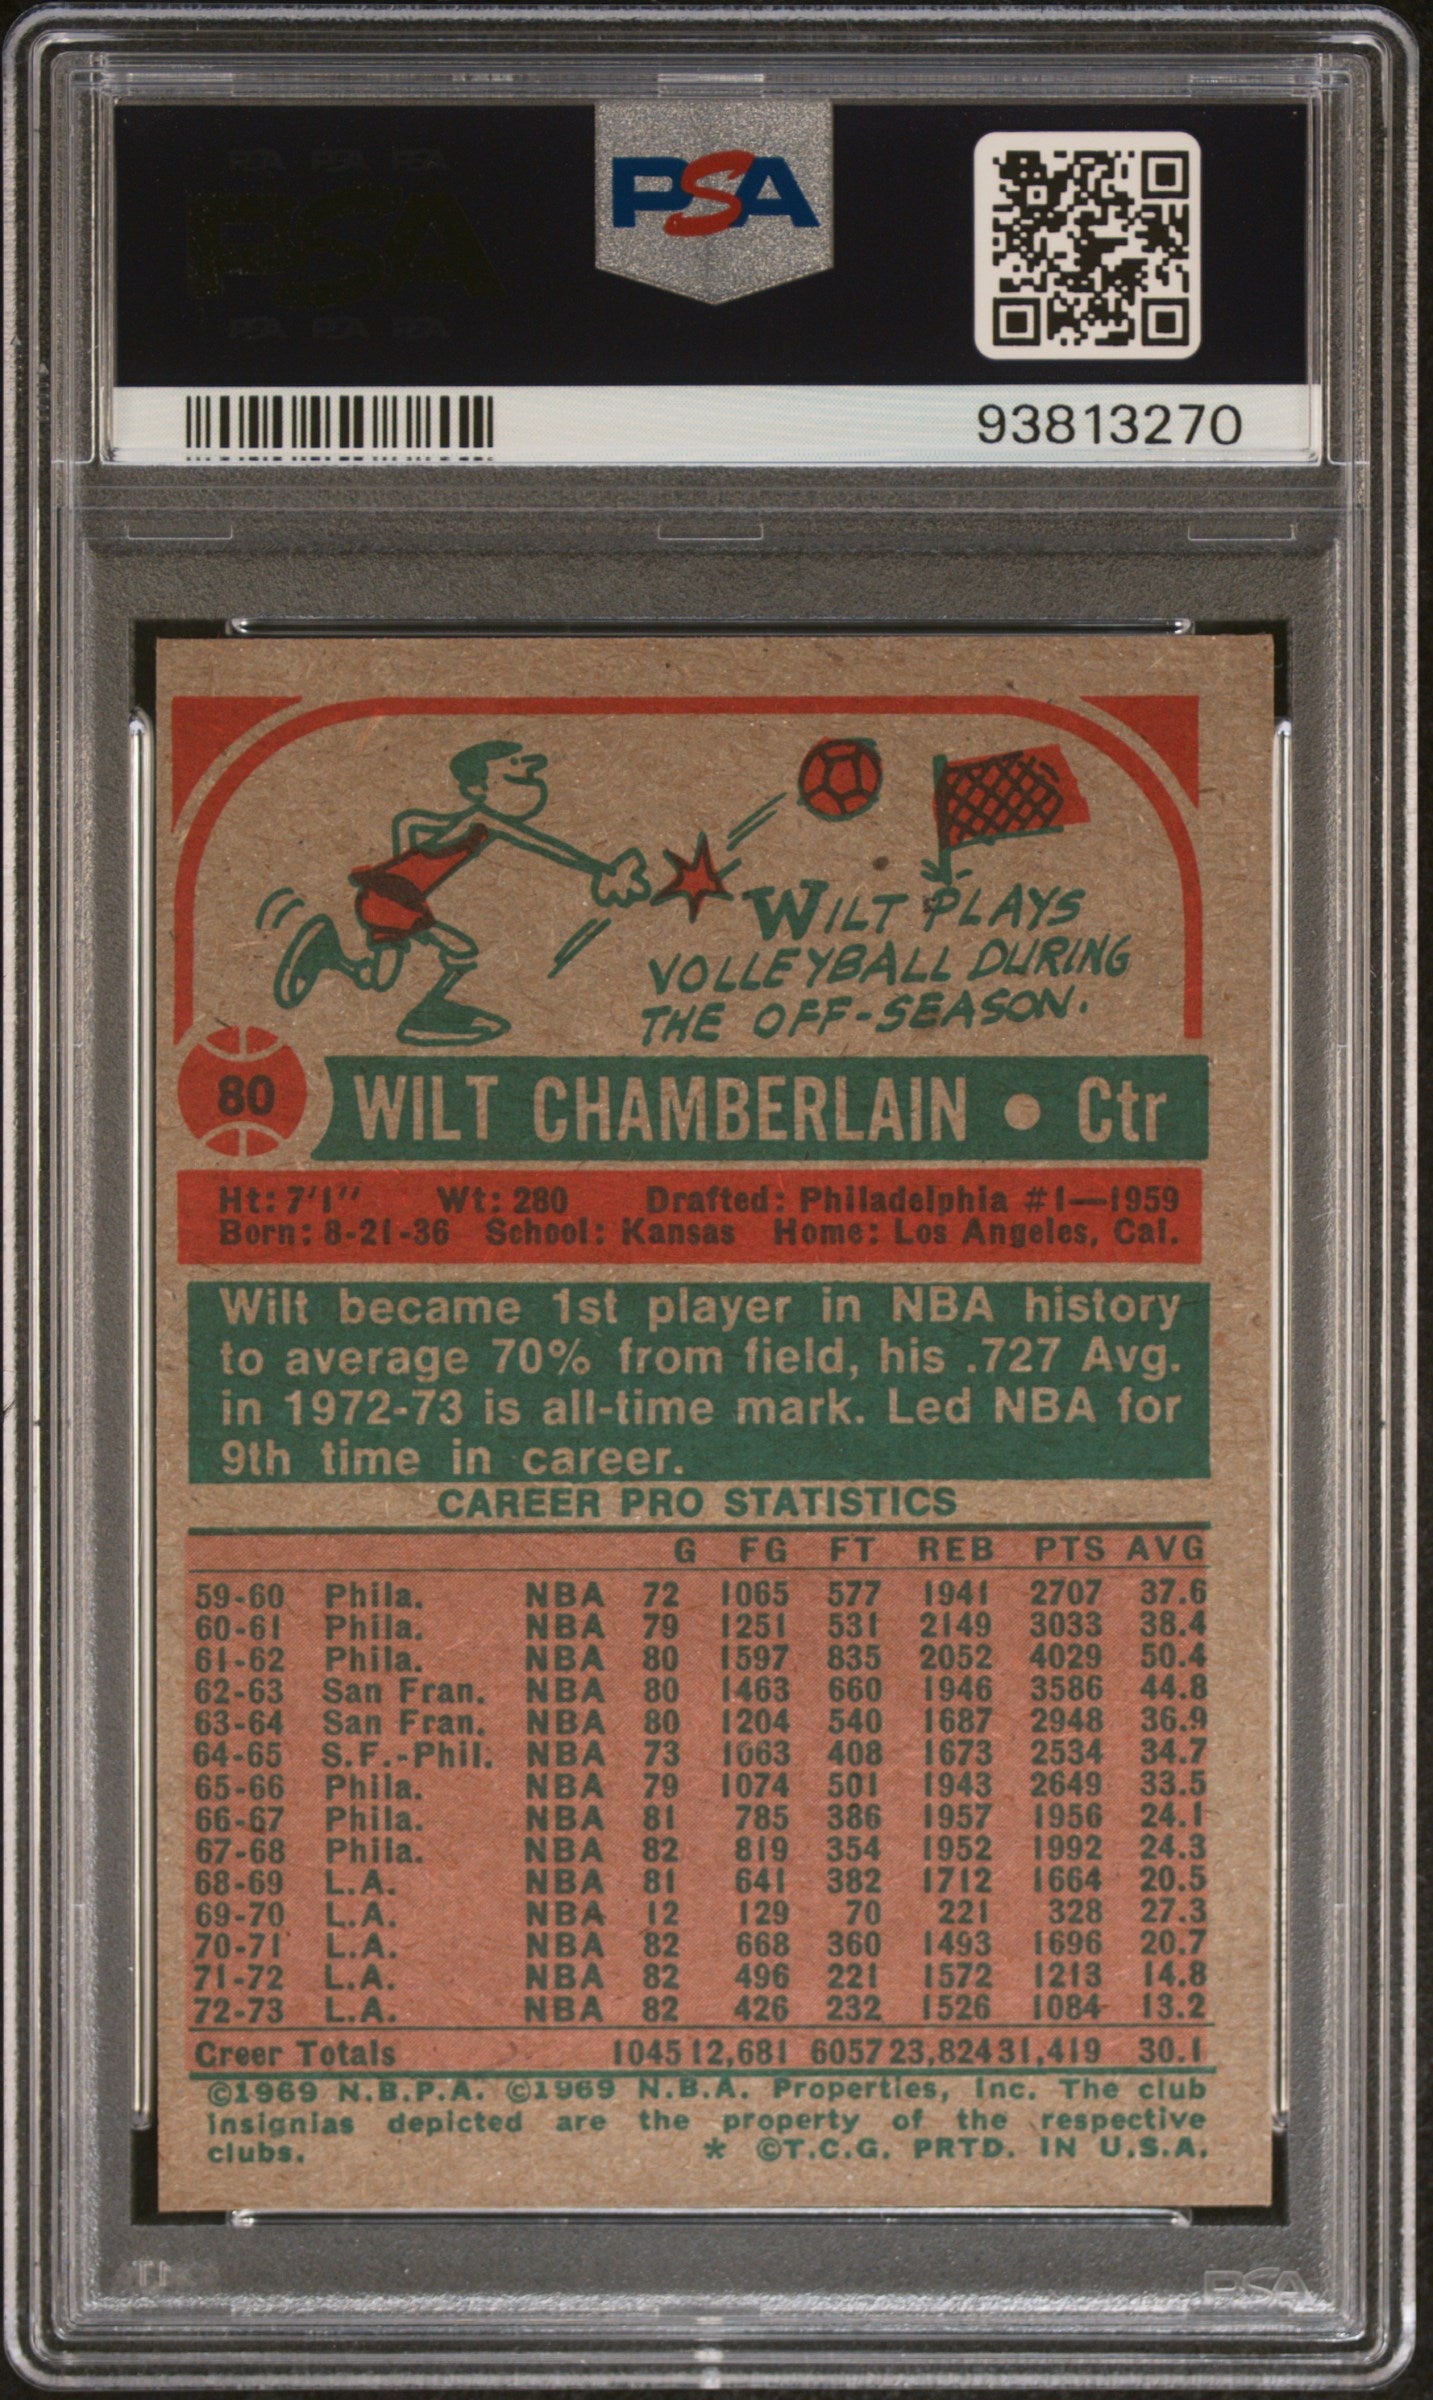 PSA PSA PSA
PSA
PSA PSA PSA
PSA
93813270
WILT PLAYS
VOLLEYBALL DURING
THE OFF-SEASON.
80 WILT CHAMBERLAIN • Ctr
Ht: 7'1" Wt: 280 Drafted: Philadelphia #1—1959
Born: 8-21-36 School: Kansas Home: Los Angeles, Cal.
Wilt became 1st player in NBA history
to average 70% from field, his .727 Avg.
in 1972-73 is all-time mark. Led NBA for
9th time in career.
CAREER PRO STATISTICS
G FG FT REB PTS AVG
59-60 Phila. NBA 72 1065 577 1941 2707 37.6
60-61 Phila. NBA 79 1251 531 2149 3033 38.4
61-62 Phila. NBA 80 1597 835 2052 4029 50.4
62-63 San Fran. NBA 80 1463 660 1946 3586 44.8
63-64 San Fran. NBA 80 1204 540 1687 2948 36.9
64-65 S.F.-Phil. NBA 73 1063 408 1673 2534 34.7
65-66 Phila. NBA 79 1074 501 1943 2649 33.5
66-67 Phila. NBA 81 785 386 1957 1956 24.1
67-68 Phila. NBA 82 819 354 1952 1992 24.3
68-69 L.A. NBA 81 641 382 1712 1664 20.5
69-70 L.A. NBA 12 129 70 221 328 27.3
70-71 L.A. NBA 82 668 360 1493 1696 20.7
71-72 L.A. NBA 82 496 221 1572 1213 14.8
72-73 L.A. NBA 82 426 232 1526 1084 13.2
Creer Totals 1045 12,681 6057 23,824 31,419 30.1
©1969 N.B.P.A. ©1969 N.B.A. Properties, Inc. The club
insignias depicted are the property of the respective
clubs. * ©T.C.G. PRTD. IN U.S.A.
PSA